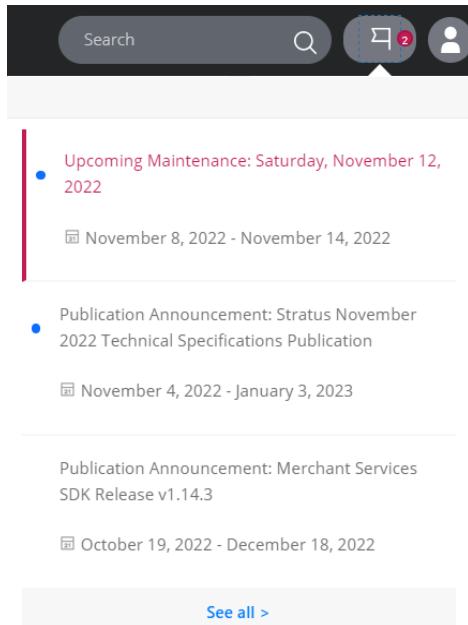 Search
2
Upcoming Maintenance: Saturday, November 12,
2022
November 8, 2022 - November 14, 2022
Publication Announcement: Stratus November
2022 Technical Specifications Publication
November 4, 2022 - January 3, 2023
Publication Announcement: Merchant Services
SDK Release v1.14.3
October 19, 2022 - December 18, 2022
See all >